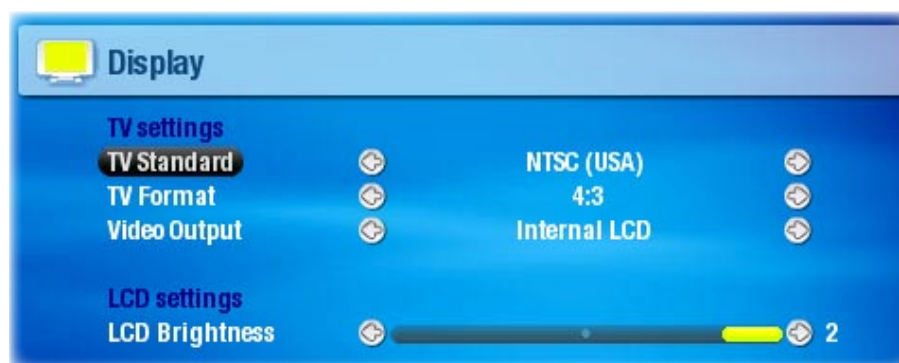 Display
TV settings
TV Standard NTSC (USA)
TV Format 4:3
Video Output Internal LCD
LCD settings
LCD Brightness 2